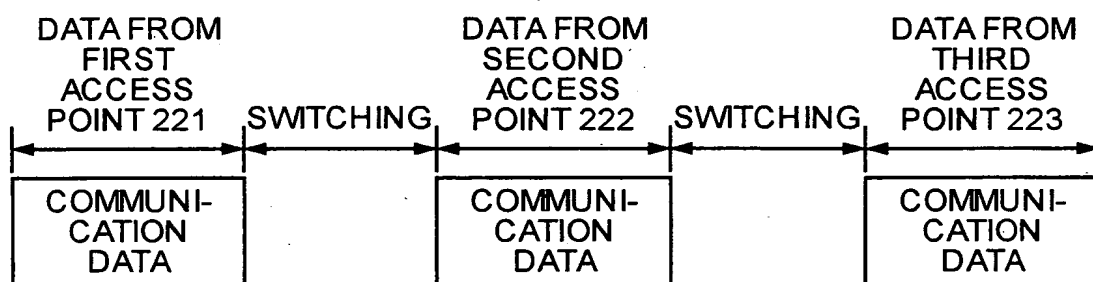 DATA FROM
FIRST
ACCESS
POINT 221
SWITCHING
DATA FROM
SECOND
ACCESS
POINT 222
SWITCHING
DATA FROM
THIRD
ACCESS
POINT 223
COMMUNI-
CATION
DATA
COMMUNI-
CATION
DATA
COMMUNI-
CATION
DATA